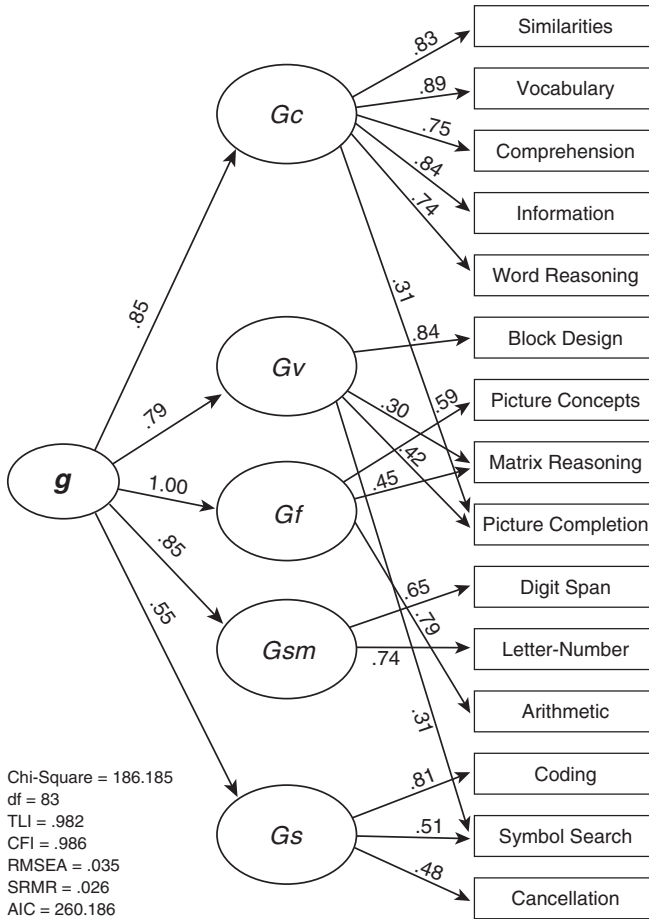 .83
Similarities
Gc
.89
Vocabulary
.75
Comprehension
.84
Information
.74
Word Reasoning
.31
.85
Gv
.84
Block Design
.79
.30
.59
Picture Concepts
.42
Matrix Reasoning
g
1.00
Gf
.45
Picture Completion
.85
.65
Digit Span
.79
.55
Gsm
.74
Letter-Number
.31
Arithmetic
.81
Coding
Gs
.51
Symbol Search
.48
Cancellation
Chi-Square = 186.185
df = 83
TLI = .982
CFI = .986
RMSEA = .035
SRMR = .026
AIC = 260.186